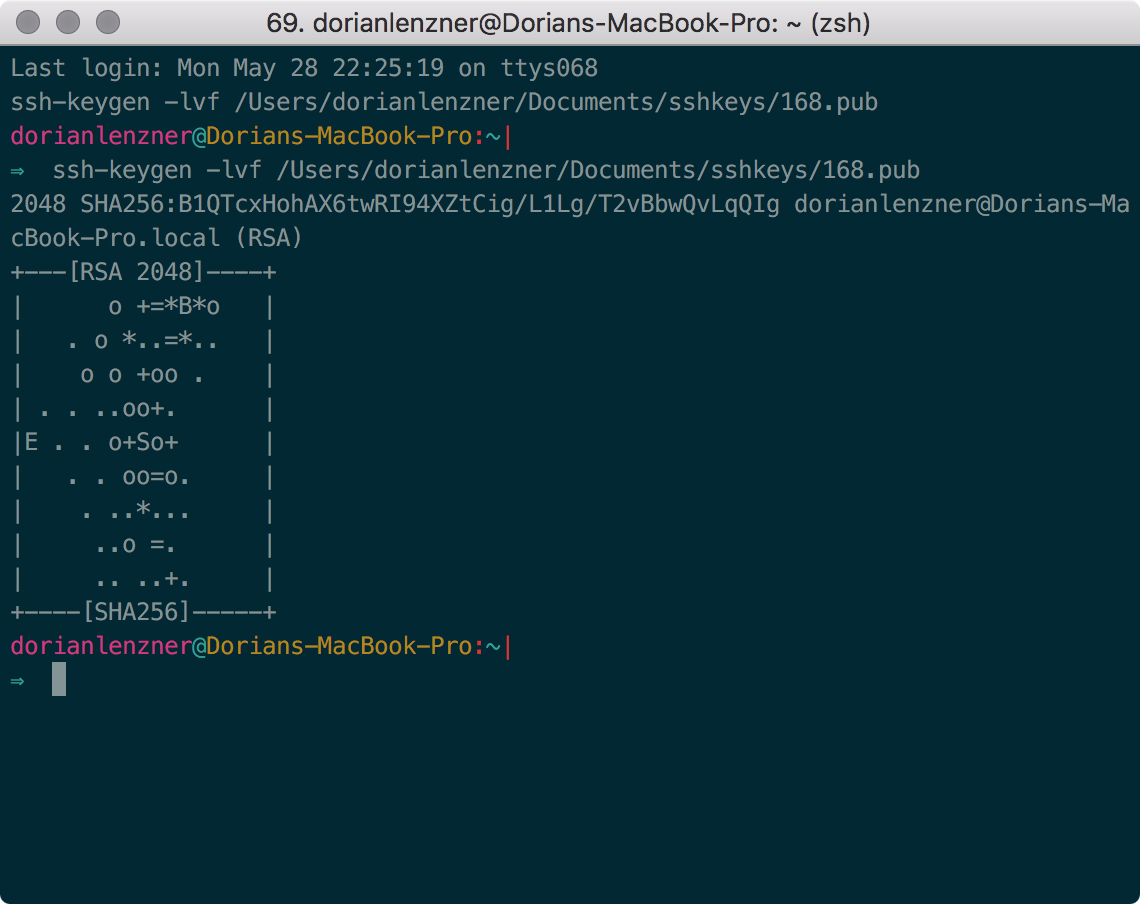 69. dorianlenzner@Dorians-MacBook-Pro: ~ (zsh)
Last login: Mon May 28 22:25:19 on ttys068
ssh-keygen -lvf /Users/dorianlenzner/Documents/sshkeys/168.pub
dorianlenzner@Dorians-MacBook-Pro:~|
⇒  ssh-keygen -lvf /Users/dorianlenzner/Documents/sshkeys/168.pub
2048 SHA256:B1QTcxHohAX6twRI94XZtCig/L1Lg/T2vBbwQvLqQIg dorianlenzner@Dorians-Ma
cBook-Pro.local (RSA)
+---[RSA 2048]----+
|      o +=*B*o   |
|   . o *..=*..   |
|    o o +oo .    |
| . . ..oo+.      |
|E . . o+So+      |
|   . . oo=o.     |
|    . ..*...     |
|     ..o =.      |
|     .. ..+.     |
+----[SHA256]-----+
dorianlenzner@Dorians-MacBook-Pro:~|
⇒